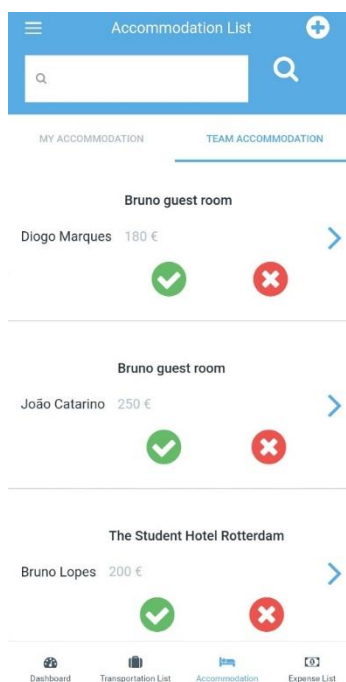 Accommodation List
MY ACCOMMODATION TEAM ACCOMMODATION
Bruno guest room
Diogo Marques 180 €
Bruno guest room
João Catarino 250 €
The Student Hotel Rotterdam
Bruno Lopes 200 €
Dashboard Transportation List Accommodation Expense List